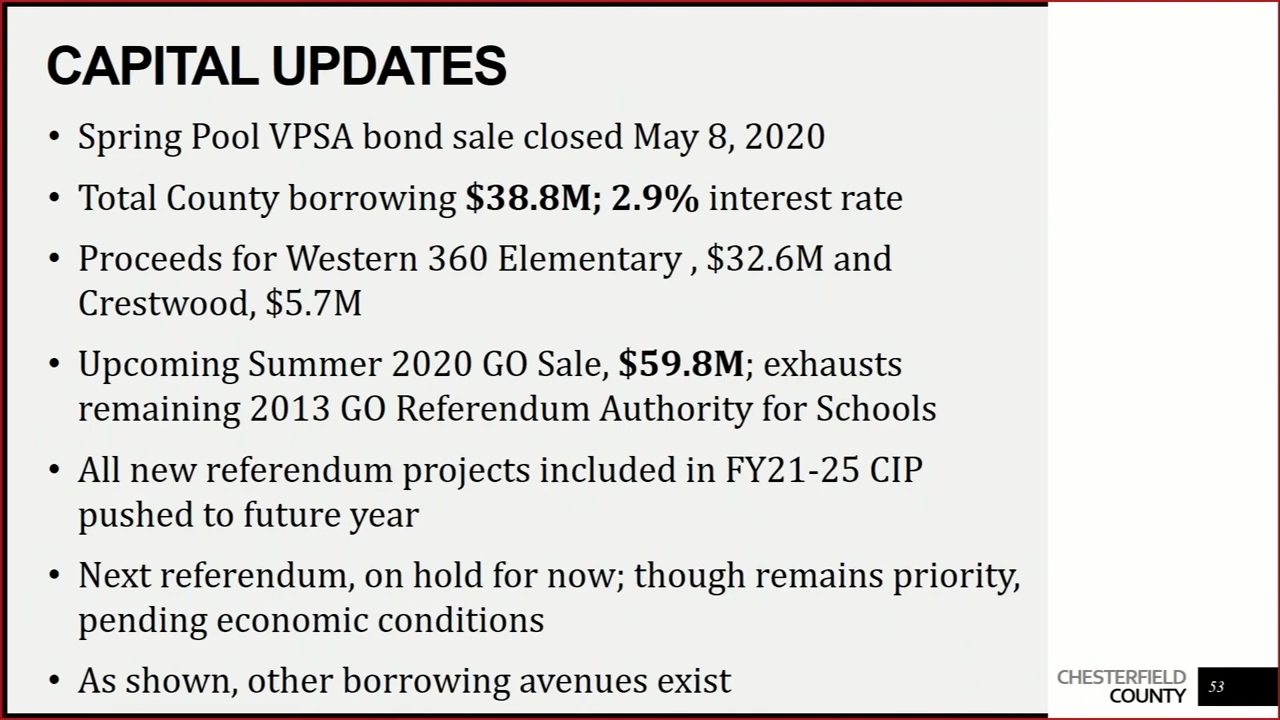 CAPITAL UPDATES
• Spring Pool VPSA bond sale closed May 8, 2020
• Total County borrowing $38.8M; 2.9% interest rate
• Proceeds for Western 360 Elementary , $32.6M and
Crestwood, $5.7M
• Upcoming Summer 2020 GO Sale, $59.8M; exhausts
remaining 2013 GO Referendum Authority for Schools
• All new referendum projects included in FY21-25 CIP
pushed to future year
• Next referendum, on hold for now; though remains priority,
pending economic conditions
• As shown, other borrowing avenues exist
CHESTERFIELD
COUNTY
53